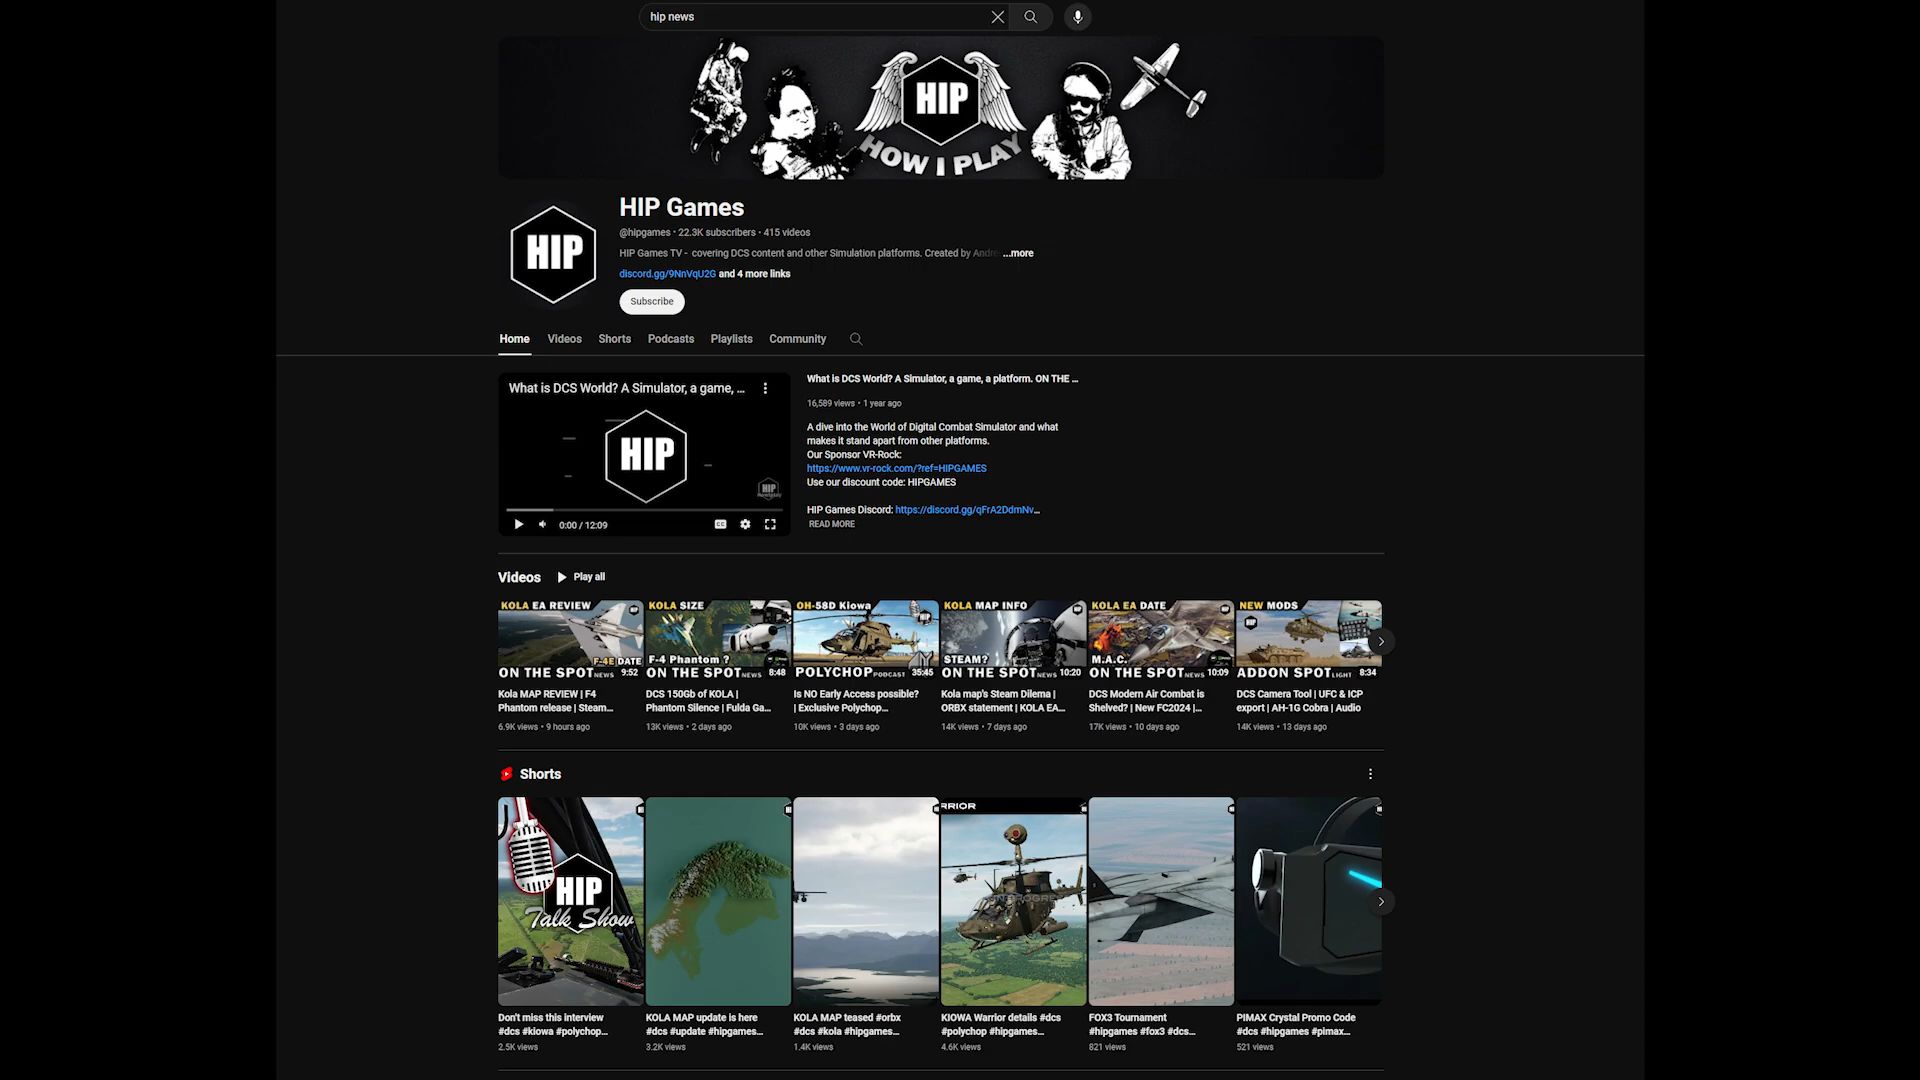 hip news
HIP
HOW I PLAY
HIP
HIP Games
@hipgames • 22.3K subscribers • 415 videos
HIP Games TV - covering DCS content and other Simulation platforms. Created by Andre ...more
discord.gg/9NnVqU2G and 4 more links
Subscribe
Home Videos Shorts Podcasts Playlists Community
What is DCS World? A Simulator, a game, ...
HIP
HIP
0:00 / 12:09
CC
What is DCS World? A Simulator, a game, a platform. ON THE ...
16,589 views • 1 year ago
A dive into the World of Digital Combat Simulator and what
makes it stand apart from other platforms.
Our Sponsor VR-Rock:
https://www.vr-rock.com/?ref=HIPGAMES
Use our discount code: HIPGAMES
HIP Games Discord: https://discord.gg/qFrA2DdmNv...
READ MORE
Videos Play all
KOLA EA REVIEW
F-4E DATE
ON THE SPOT NEWS 9:52
Kola MAP REVIEW | F4
Phantom release | Steam...
6.9K views • 9 hours ago
KOLA SIZE
F-4 Phantom ?
ON THE SPOT NEWS 8:48
DCS 150Gb of KOLA |
Phantom Silence | Fulda Ga...
13K views • 2 days ago
OH-58D Kiowa
POLYCHOP PODCAST 35:45
Is NO Early Access possible?
| Exclusive Polychop...
10K views • 3 days ago
KOLA MAP INFO
STEAM?
ON THE SPOT NEWS 10:20
Kola map's Steam Dilema |
ORBX statement | KOLA EA...
14K views • 7 days ago
KOLA EA DATE
M.A.C.
ON THE SPOT NEWS 10:09
DCS Modern Air Combat is
Shelved? | New FC2024 |...
17K views • 10 days ago
NEW MODS
HIP
ADDON SPOT LIGHT 8:34
DCS Camera Tool | UFC & ICP
export | AH-1G Cobra | Audio
14K views • 13 days ago
Shorts
HIP
Talk Show
Don't miss this interview
#dcs #kiowa #polychop...
2.5K views
KOLA MAP update is here
#dcs #update #hipgames...
3.2K views
KOLA MAP teased #orbx
#dcs #kola #hipgames...
1.4K views
RRIOR
KIOWA Warrior details #dcs
#polychop #hipgames...
4.6K views
FOX3 Tournament
#hipgames #fox3 #dcs...
821 views
PIMAX Crystal Promo Code
#dcs #hipgames #pimax...
521 views